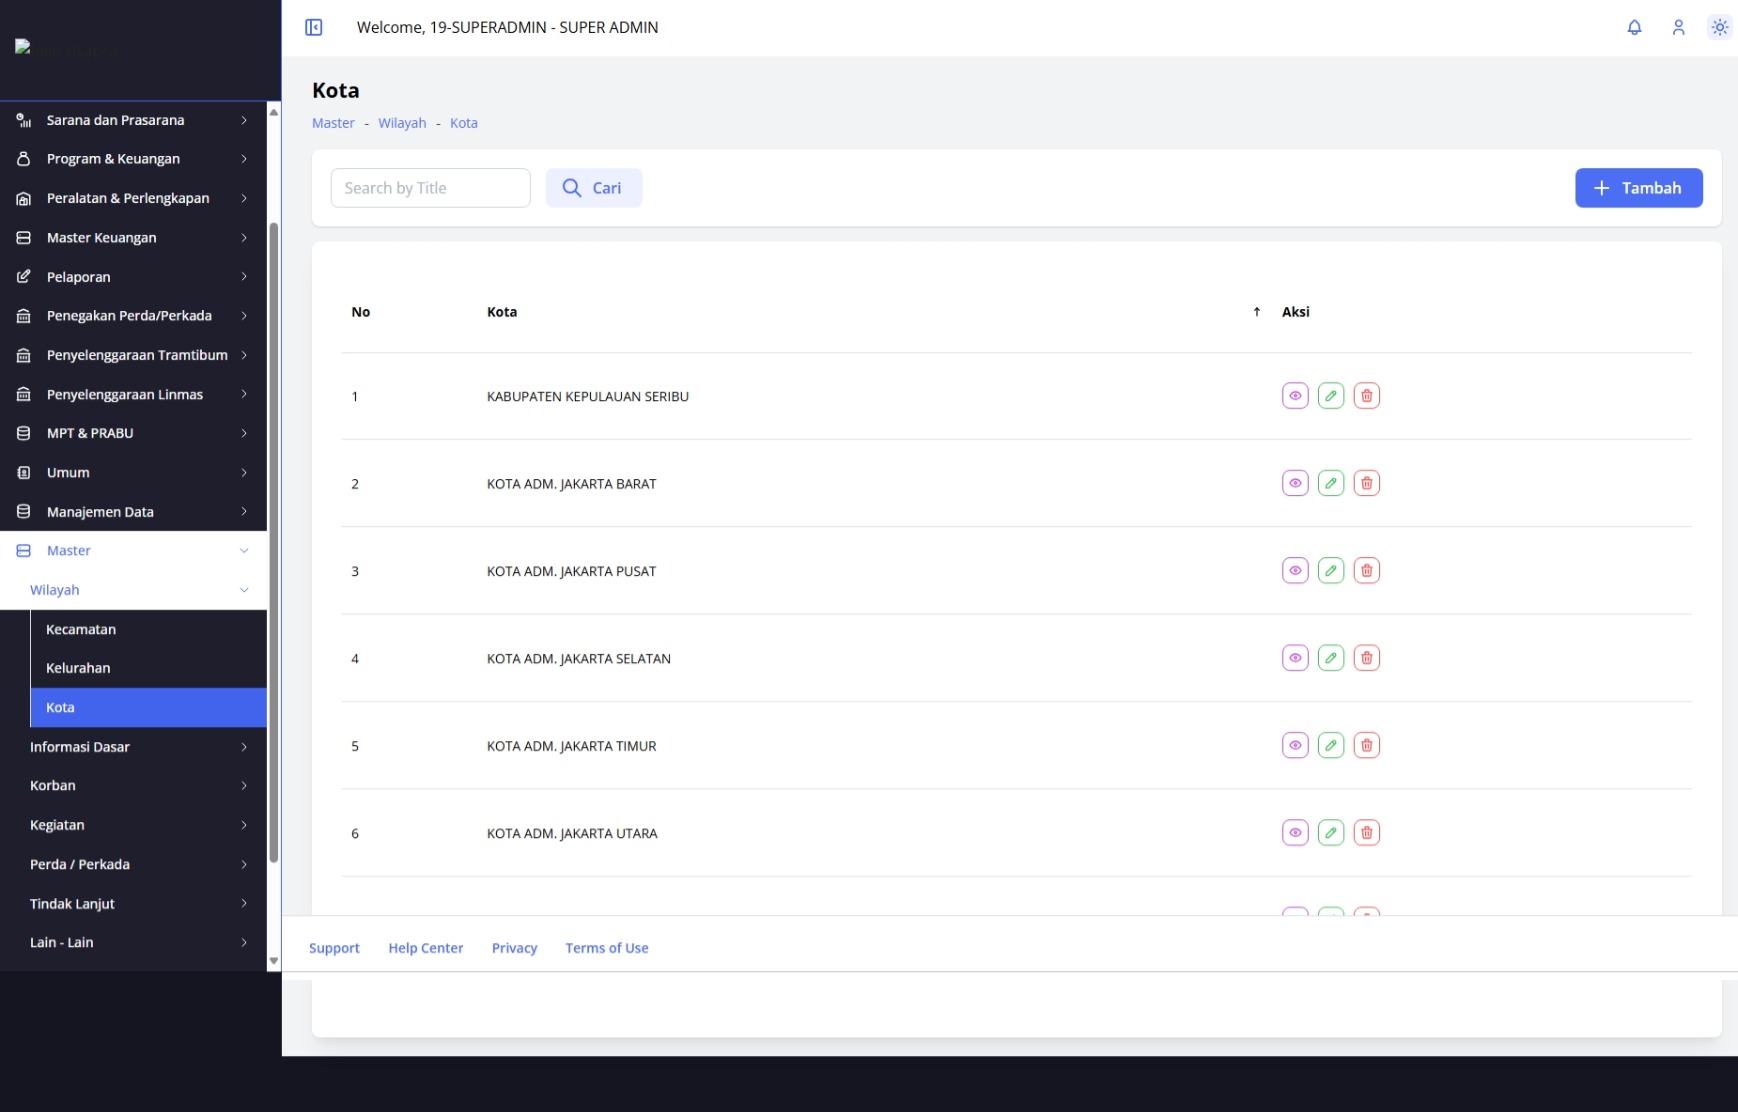 Welcome, 19-SUPERADMIN - SUPER ADMIN
Sarana dan Prasarana
Program & Keuangan
Peralatan & Perlengkapan
Master Keuangan
Pelaporan
Penegakan Perda/Perkada
Penyelenggaraan Tramtibum
Penyelenggaraan Linmas
MPT & PRABU
Umum
Manajemen Data
Master
Wilayah
Kecamatan
Kelurahan
Kota
Informasi Dasar
Korban
Kegiatan
Perda / Perkada
Tindak Lanjut
Lain - Lain
Kota
Master - Wilayah - Kota
Search by Title
Cari
Tambah
No Kota Aksi
1 KABUPATEN KEPULAUAN SERIBU
2 KOTA ADM. JAKARTA BARAT
3 KOTA ADM. JAKARTA PUSAT
4 KOTA ADM. JAKARTA SELATAN
5 KOTA ADM. JAKARTA TIMUR
6 KOTA ADM. JAKARTA UTARA
Support Help Center Privacy Terms of Use